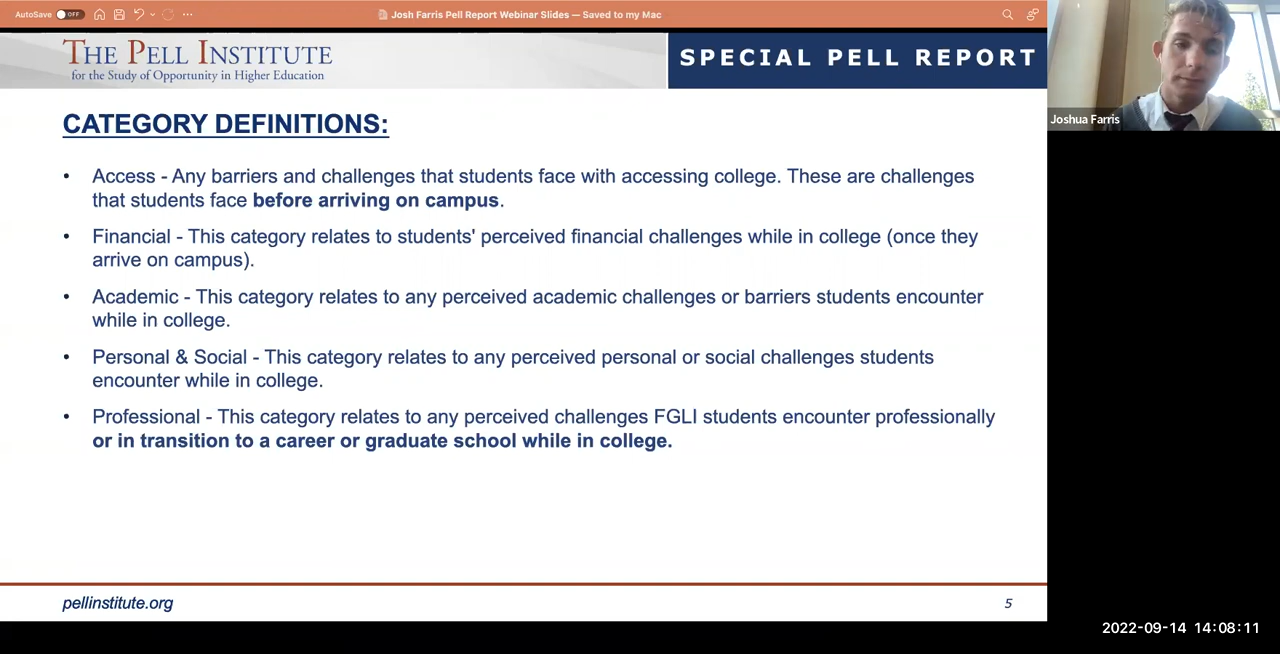 AutoSave OFF
Josh Farris Pell Report Webinar Slides — Saved to my Mac
THE PELL INSTITUTE
for the Study of Opportunity in Higher Education
SPECIAL PELL REPORT
Joshua Farris
CATEGORY DEFINITIONS:
• Access - Any barriers and challenges that students face with accessing college. These are challenges
that students face before arriving on campus.
• Financial - This category relates to students' perceived financial challenges while in college (once they
arrive on campus).
• Academic - This category relates to any perceived academic challenges or barriers students encounter
while in college.
• Personal & Social - This category relates to any perceived personal or social challenges students
encounter while in college.
• Professional - This category relates to any perceived challenges FGLI students encounter professionally
or in transition to a career or graduate school while in college.
pellinstitute.org
5
2022-09-14 14:08:11